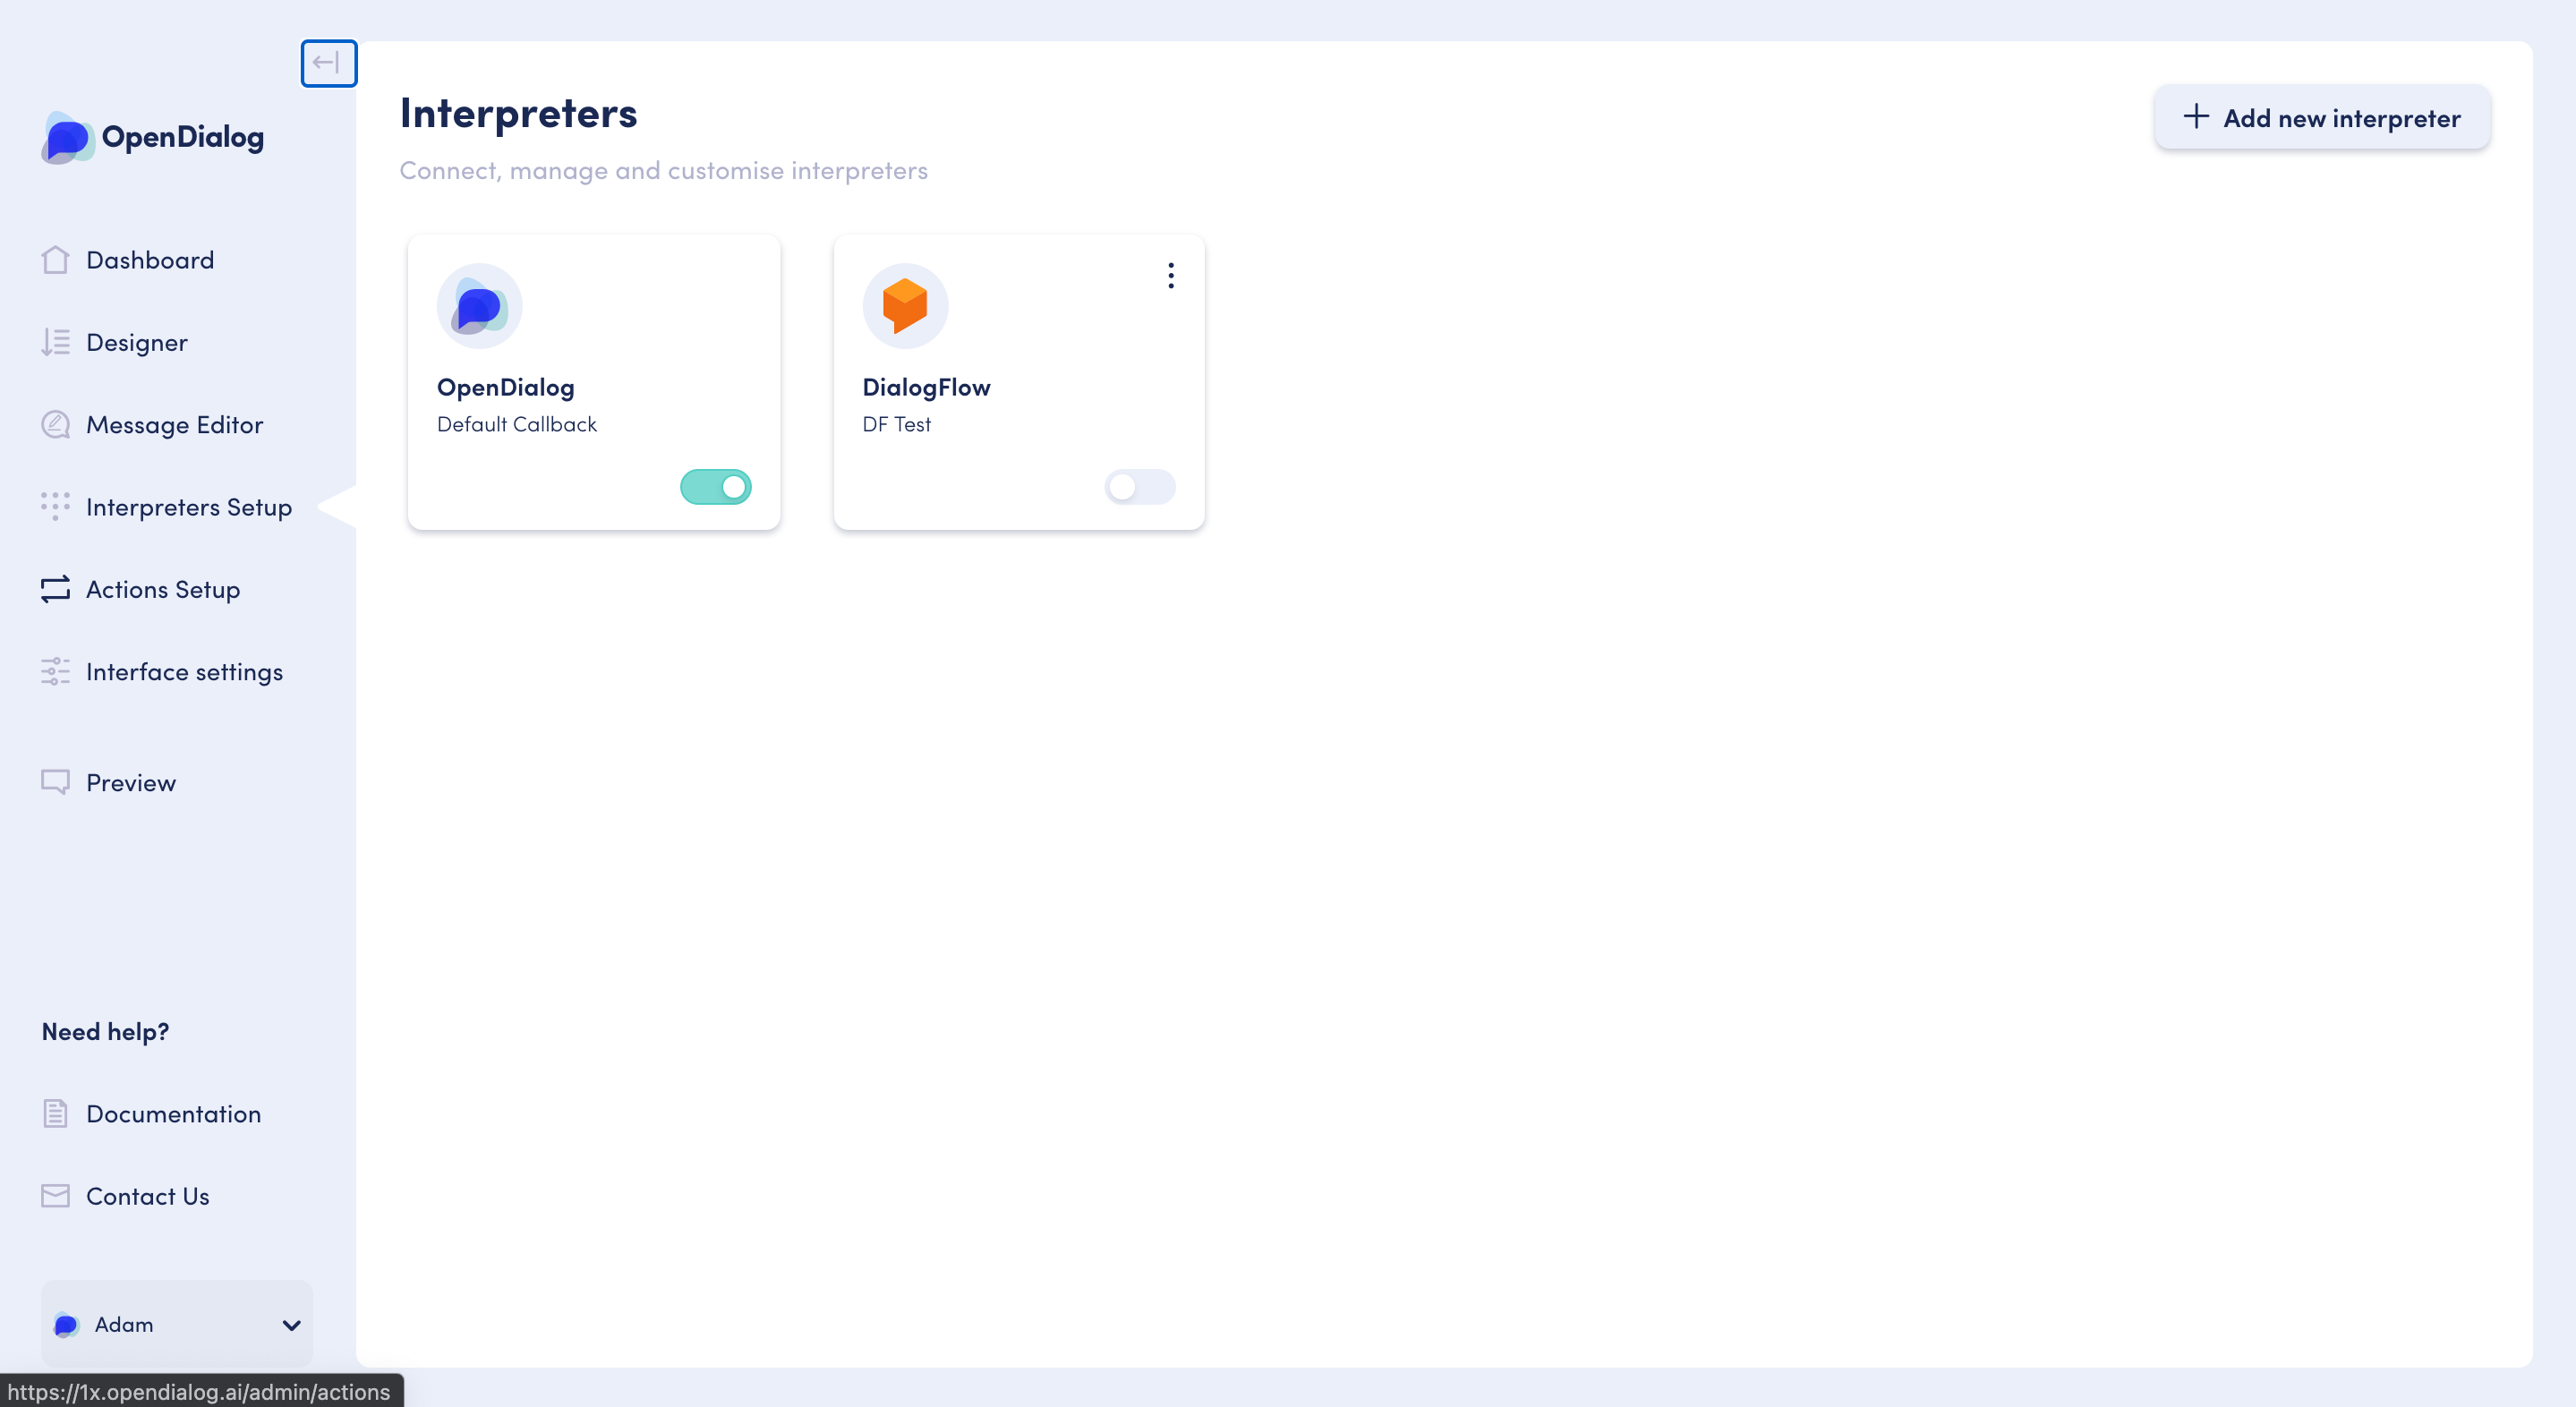 OpenDialog
Dashboard
Designer
Message Editor
Interpreters Setup
Actions Setup
Interface settings
Preview
Need help?
Documentation
Contact Us
Adam
https://1x.opendialog.ai/admin/actions
Interpreters
Connect, manage and customise interpreters
Add new interpreter
OpenDialog
Default Callback
DialogFlow
DF Test